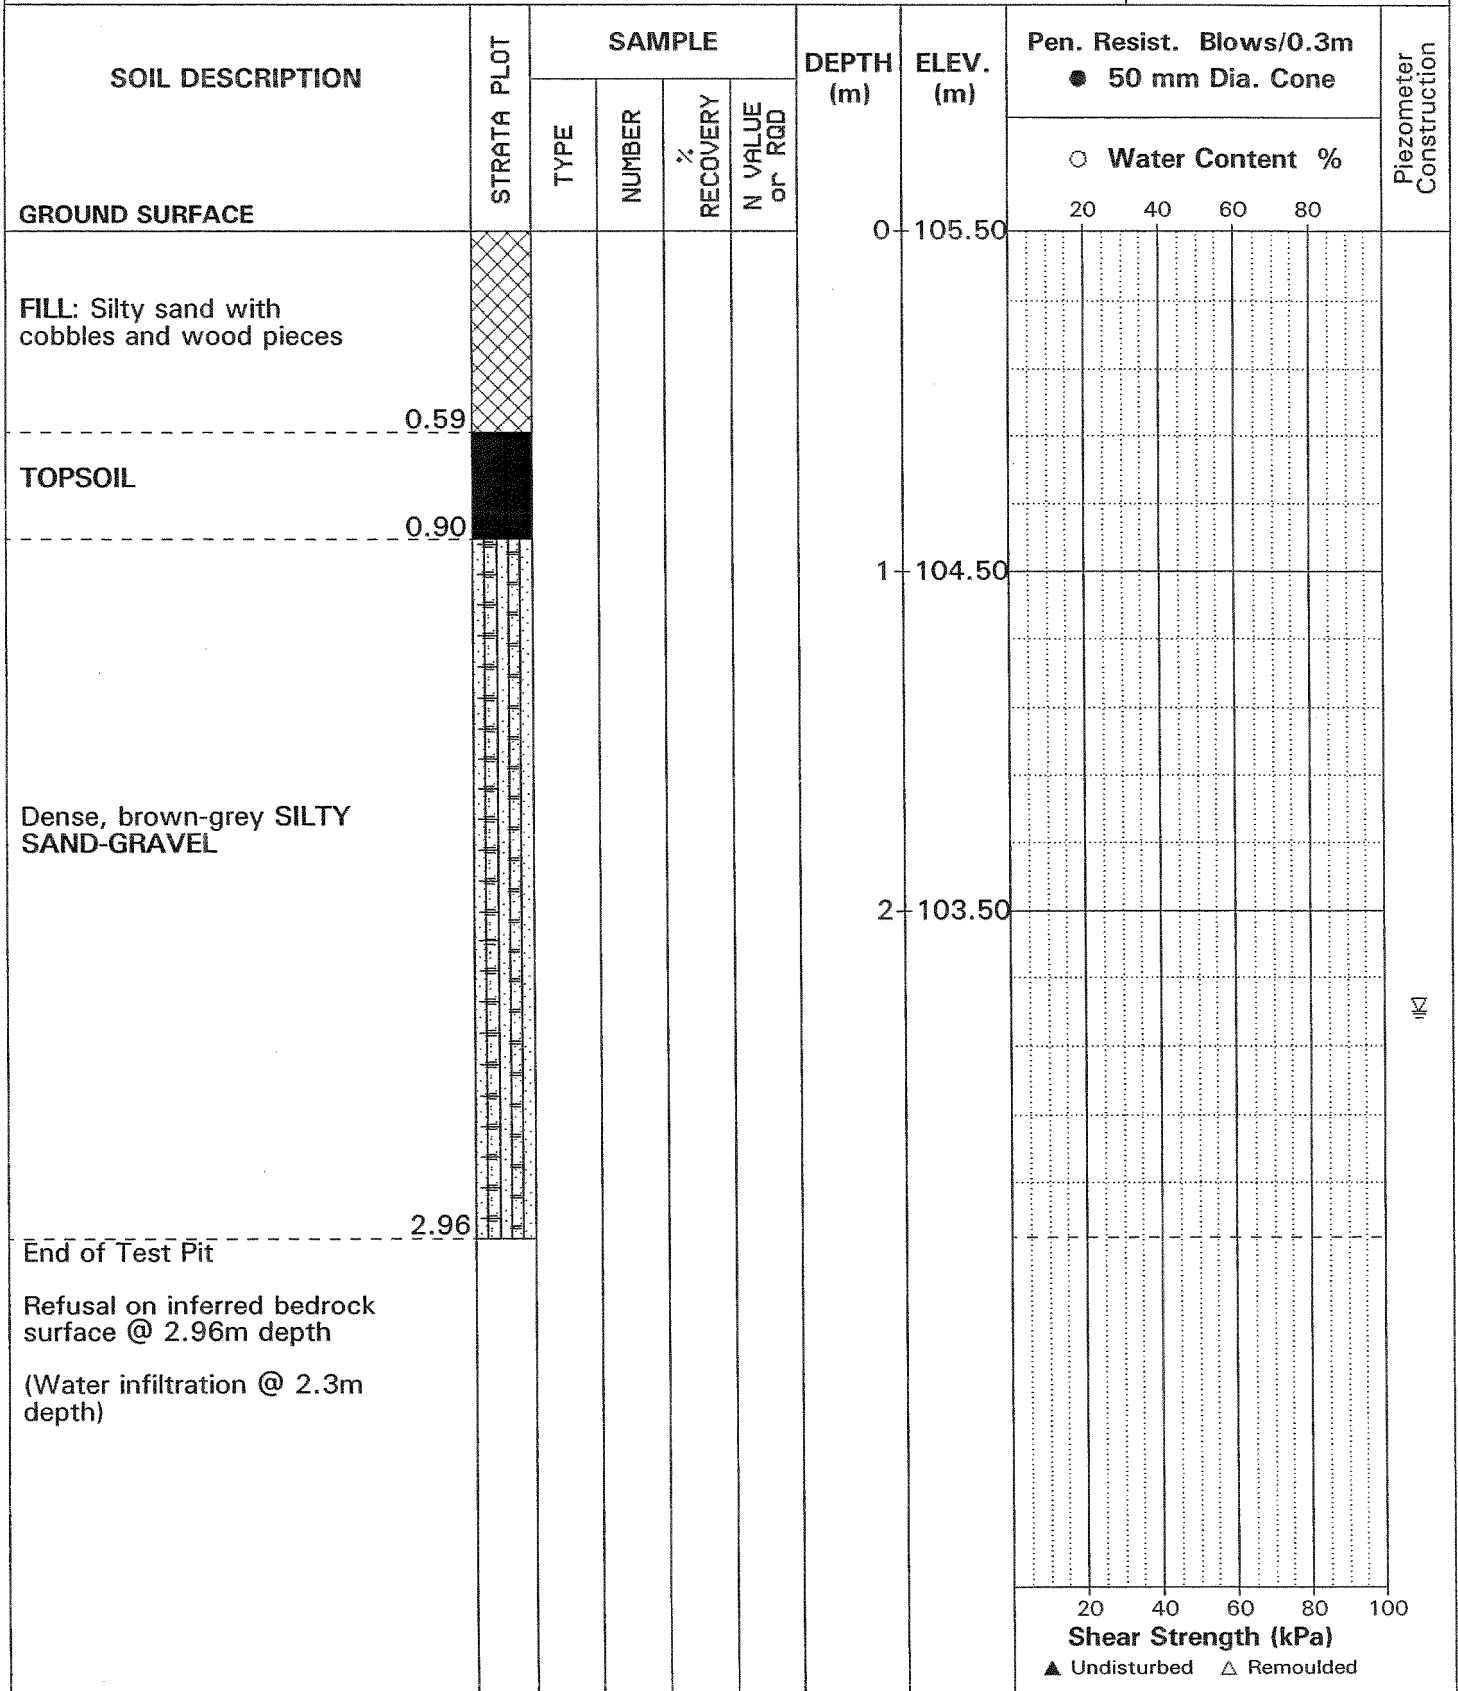 SOIL DESCRIPTION
GROUND SURFACE
STRATA PLOT
SAMPLE
TYPE
NUMBER
%
RECOVERY
N VALUE
or RQD
DEPTH
(m)
ELEV.
(m)
Pen. Resist. Blows/0.3m
● 50 mm Dia. Cone
○ Water Content %
20 40 60 80
Piezometer
Construction
0 105.50
FILL: Silty sand with
cobbles and wood pieces
0.59
TOPSOIL
0.90
1 104.50
Dense, brown-grey SILTY
SAND-GRAVEL
2 103.50
2.96
End of Test Pit
Refusal on inferred bedrock
surface @ 2.96m depth
(Water infiltration @ 2.3m
depth)
20 40 60 80 100
Shear Strength (kPa)
▲ Undisturbed △ Remoulded